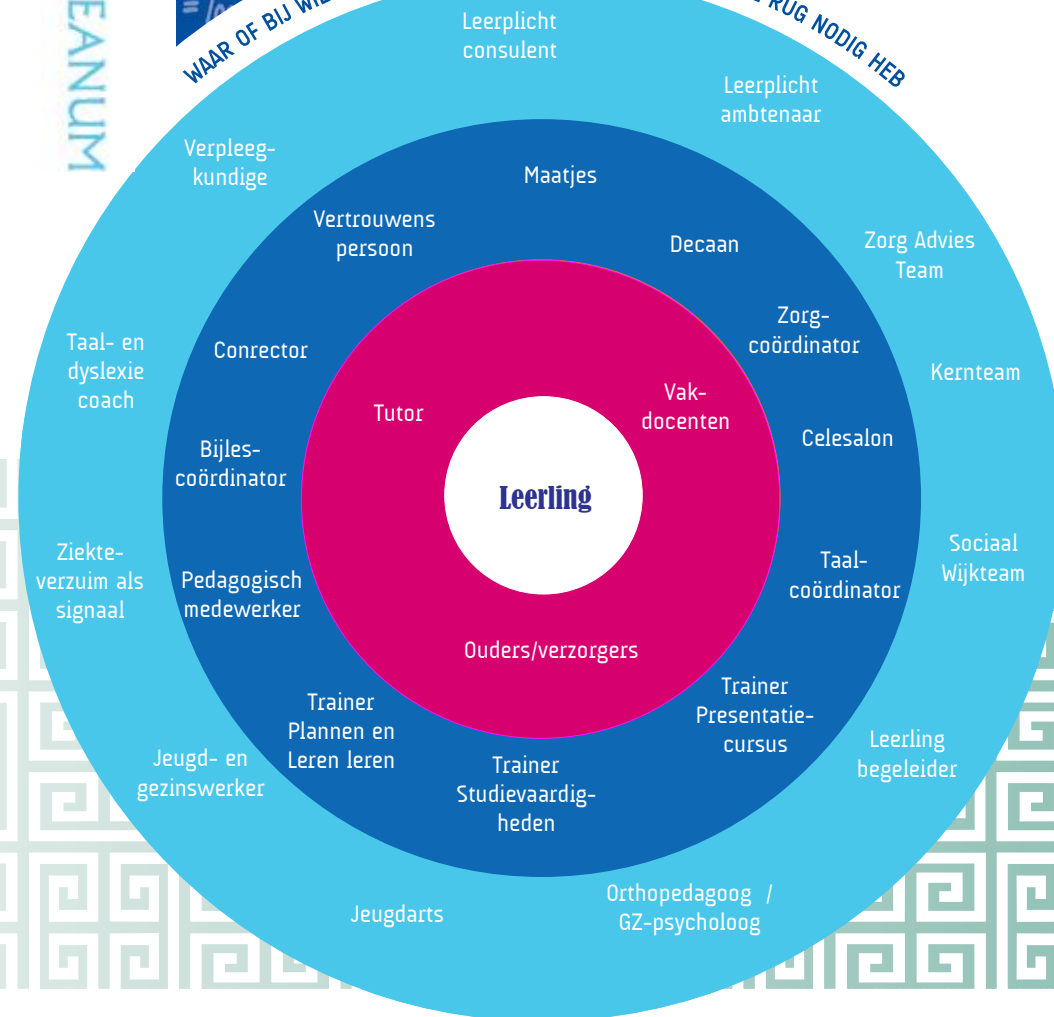 EANUM
WAAR OF BIJ WIE
RUG NODIG HEB
Leerplicht
consulent
Leerplicht
ambtenaar
Verpleeg-
kundige
Maatjes
Vertrouwens
persoon
Decaan
Zorg Advies
Team
Zorg-
coördinator
Taal- en
dyslexie
coach
Conrector
Kernteam
Tutor
Vak-
docenten
Celesalon
Bijles-
coördinator
Leerling
Ziekte-
verzuim als
signaal
Pedagogisch
medewerker
Taal-
coördinator
Sociaal
Wijkteam
Ouders/verzorgers
Trainer
Plannen en
Leren leren
Trainer
Presentatie-
cursus
Leerling
begeleider
Jeugd- en
gezinswerker
Trainer
Studievaardig-
heden
Jeugdarts
Orthopedagoog /
GZ-psycholoog